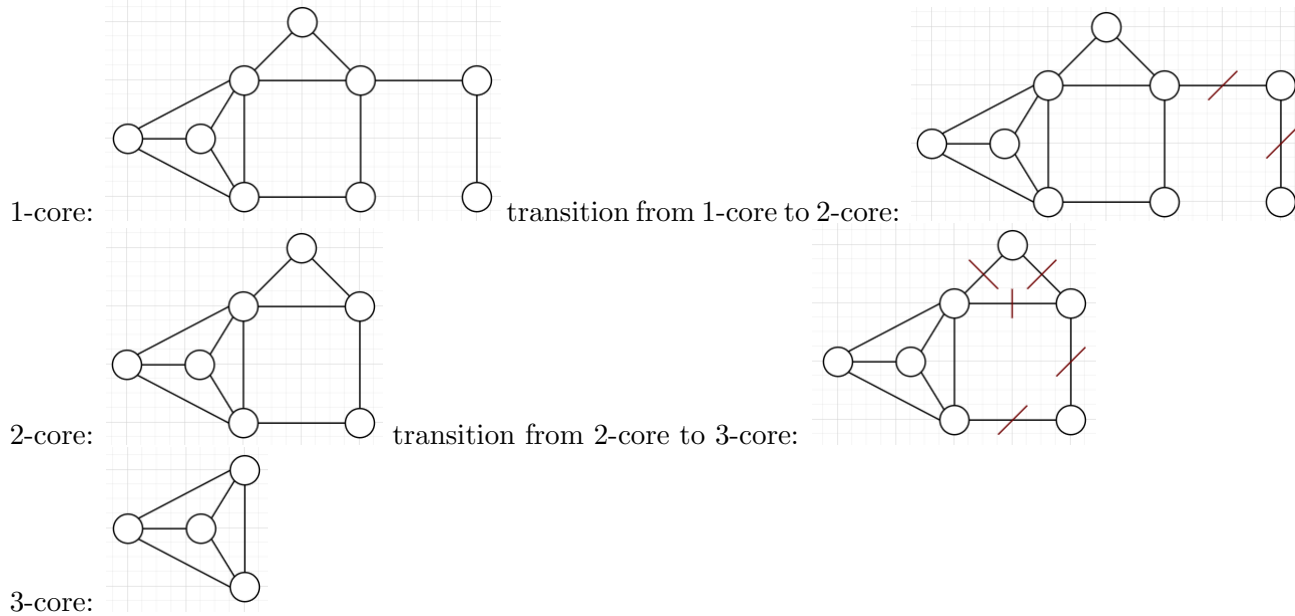 1-core: transition from 1-core to 2-core:
2-core: transition from 2-core to 3-core:
3-core: